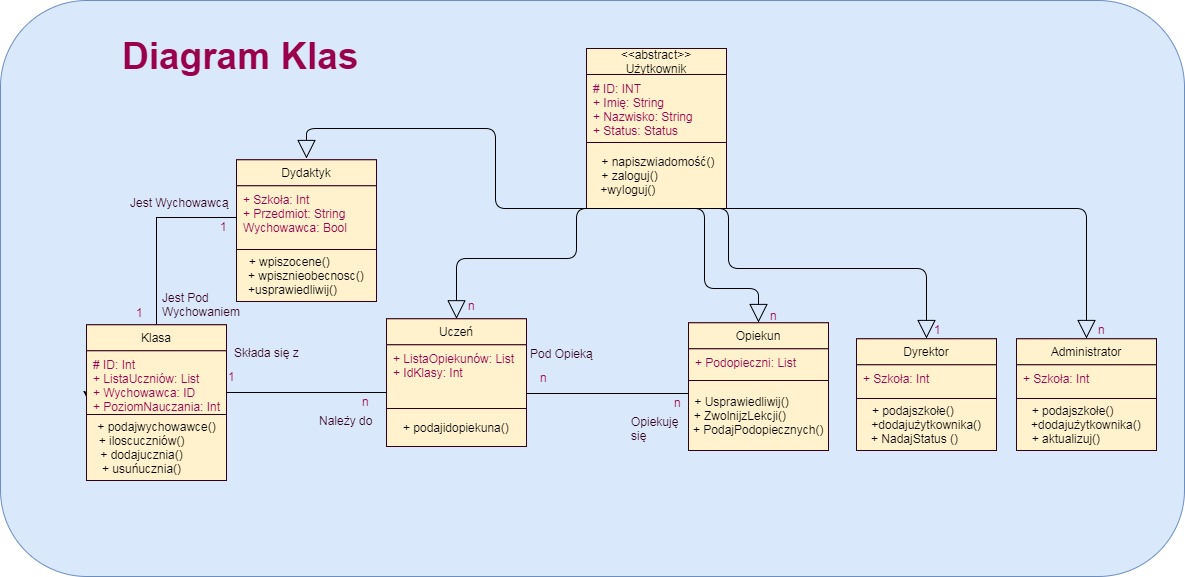 Diagram Klas
<<abstract>>
Użytkownik
# ID: INT
+ Imię: String
+ Nazwisko: String
+ Status: Status
+ napiszwiadomość()
+ zaloguj()
+wyloguj()
Dydaktyk
+ Szkoła: Int
+ Przedmiot: String
Wychowawca: Bool
+ wpiszocene()
+ wpisznieobecnosc()
+usprawiedliwij()
Jest Wychowawcą
1
Jest Pod
Wychowaniem
1
Klasa
# ID: Int
+ ListaUczniów: List
+ Wychowawca: ID
+ PoziomNauczania: Int
+ podajwychowawce()
+ iloscuczniów()
+ dodajucznia()
+ usuńucznia()
Składa się z
1
n
Należy do
n
Uczeń
+ ListaOpiekunów: List
+ IdKlasy: Int
+ podajidopiekuna()
Pod Opieką
n
n
Opiekuję
się
n
Opiekun
+ Podopieczni: List
+ Usprawiedliwij()
+ ZwolnijzLekcji()
+ PodajPodopiecznych()
1
Dyrektor
+ Szkoła: Int
+ podajszkołe()
+dodajużytkownika()
+ NadajStatus ()
n
Administrator
+ Szkoła: Int
+ podajszkołe()
+dodajużytkownika()
+ aktualizuj()